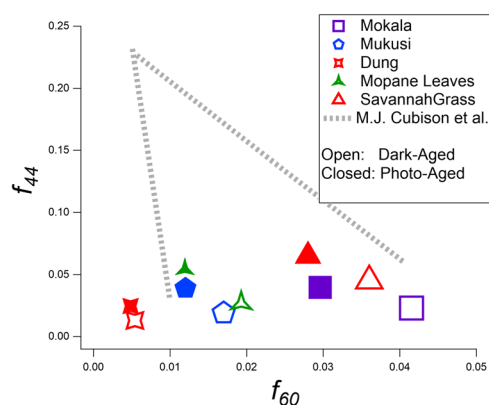 0.25
0.20
0.15
0.10
0.05
0.00
f44
Mokala
Mukusi
Dung
Mopane Leaves
SavannahGrass
M.J. Cubison et al.
Open: Dark-Aged
Closed: Photo-Aged
0.00 0.01 0.02 0.03 0.04 0.05
f60